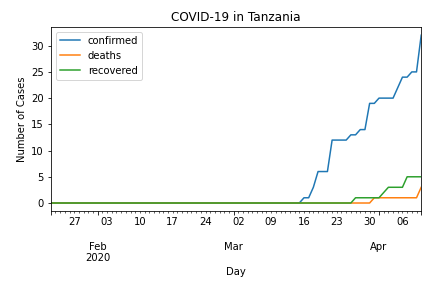 COVID-19 in Tanzania
confirmed
deaths
recovered
Number of Cases
30
25
20
15
10
5
0
27 03 10 17 24 02 09 16 23 30 06
Feb Mar Apr
2020
Day